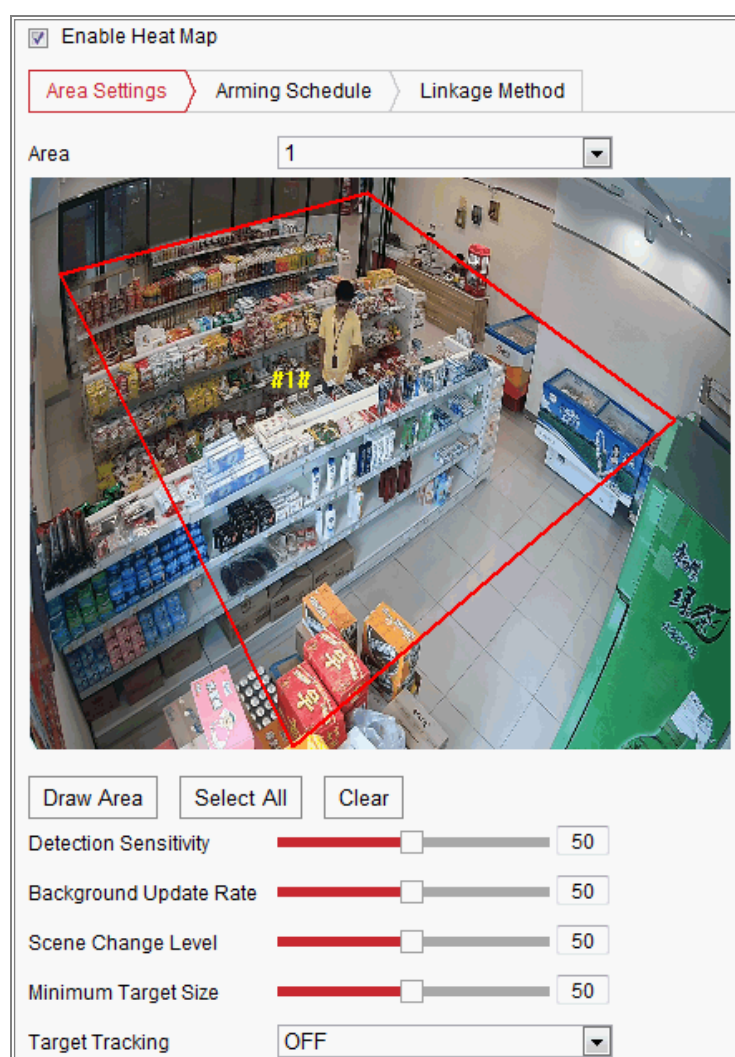 Enable Heat Map
Area Settings
Arming Schedule
Linkage Method
Area
1
#1#
Draw Area
Select All
Clear
Detection Sensitivity
50
Background Update Rate
50
Scene Change Level
50
Minimum Target Size
50
Target Tracking
OFF